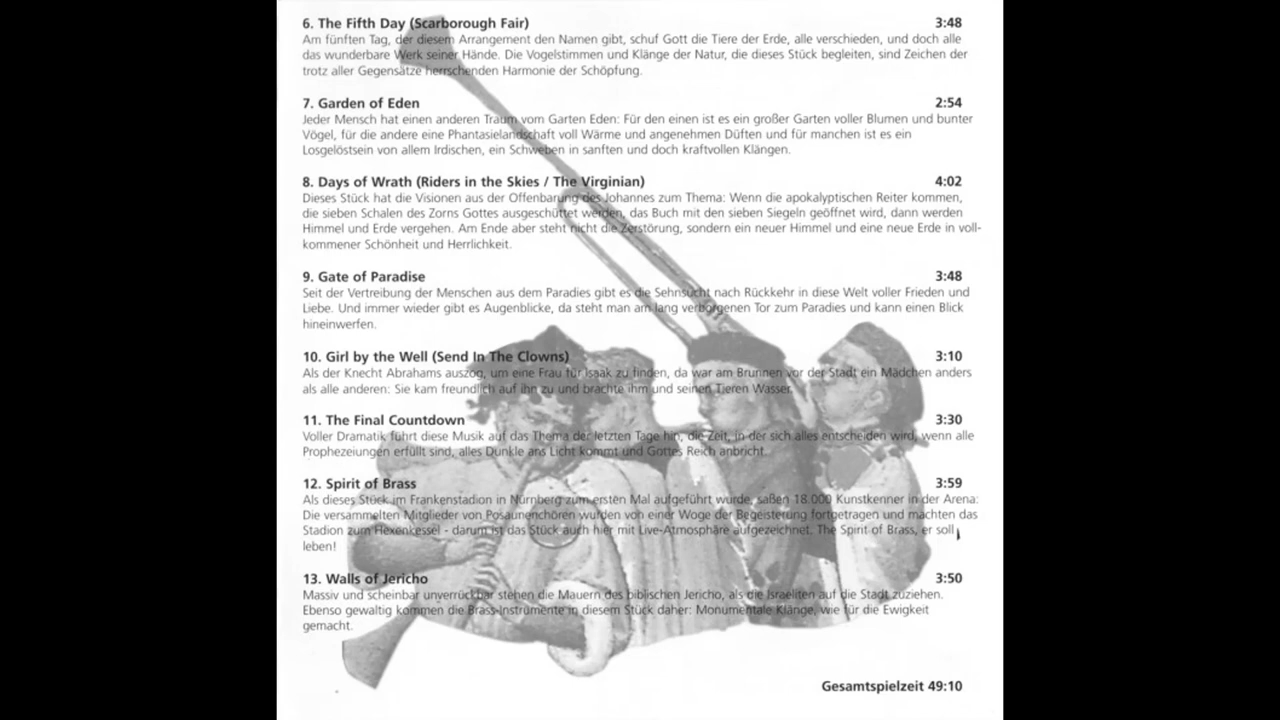 6. The Fifth Day (Scarborough Fair) 3:48
Am fünften Tag, der diesem Arrangement den Namen gibt, schuf Gott die Tiere der Erde, alle verschieden, und doch alle
das wunderbare Werk seiner Hände. Die Vogelstimmen und Klänge der Natur, die dieses Stück begleiten, sind Zeichen der
trotz aller Gegensätze herrschenden Harmonie der Schöpfung.
7. Garden of Eden 2:54
Jeder Mensch hat einen anderen Traum vom Garten Eden: Für den einen ist es ein großer Garten voller Blumen und bunter
Vögel, für die andere eine Phantasielandschaft voll Wärme und angenehmen Düften und für manchen ist es ein
Losgelöstsein von allem Irdischen, ein Schweben in sanften und doch kraftvollen Klängen.
8. Days of Wrath (Riders in the Skies / The Virginian) 4:02
Dieses Stück hat die Visionen aus der Offenbarung des Johannes zum Thema: Wenn die apokalyptischen Reiter kommen,
die sieben Schalen des Zorns Gottes ausgeschüttet werden, das Buch mit den sieben Siegeln geöffnet wird, dann werden
Himmel und Erde vergehen. Am Ende aber steht nicht die Zerstörung, sondern ein neuer Himmel und eine neue Erde in voll-
kommener Schönheit und Herrlichkeit.
9. Gate of Paradise 3:48
Seit der Vertreibung der Menschen aus dem Paradies gibt es die Sehnsucht nach Rückkehr in diese Welt voller Frieden und
Liebe. Und immer wieder gibt es Augenblicke, da steht man am lang verborgenen Tor zum Paradies und kann einen Blick
hineinwerfen.
10. Girl by the Well (Send In The Clowns) 3:10
Als der Knecht Abrahams auszog, um eine Frau für Isaak zu finden, da war am Brunnen vor der Stadt ein Mädchen anders
als alle anderen: Sie kam freundlich auf ihn zu und brachte ihm und seinen Tieren Wasser.
11. The Final Countdown 3:30
Voller Dramatik führt diese Musik auf das Thema der letzten Tage hin, die Zeit, in der sich alles entscheiden wird, wenn alle
Prophezeiungen erfüllt sind, alles Dunkle ans Licht kommt und Gottes Reich anbricht.
12. Spirit of Brass 3:59
Als dieses Stück im Frankenstadion in Nürnberg zum ersten Mal aufgeführt wurde, saßen 18.000 Kunstkenner in der Arena:
Die versammelten Mitglieder von Posaunenchören wurden von einer Woge der Begeisterung fortgetragen und machten das
Stadion zum Hexenkessel - darum ist das Stück auch hier mit Live-Atmosphäre aufgezeichnet. The Spirit of Brass, er soll
leben!
13. Walls of Jericho 3:50
Massiv und scheinbar unverrückbar stehen die Mauern des biblischen Jericho, als die Israeliten auf die Stadt zuziehen.
Ebenso gewaltig kommen die Brass-Instrumente in diesem Stück daher: Monumentale Klänge, wie für die Ewigkeit
gemacht.
Gesamtspielzeit 49:10